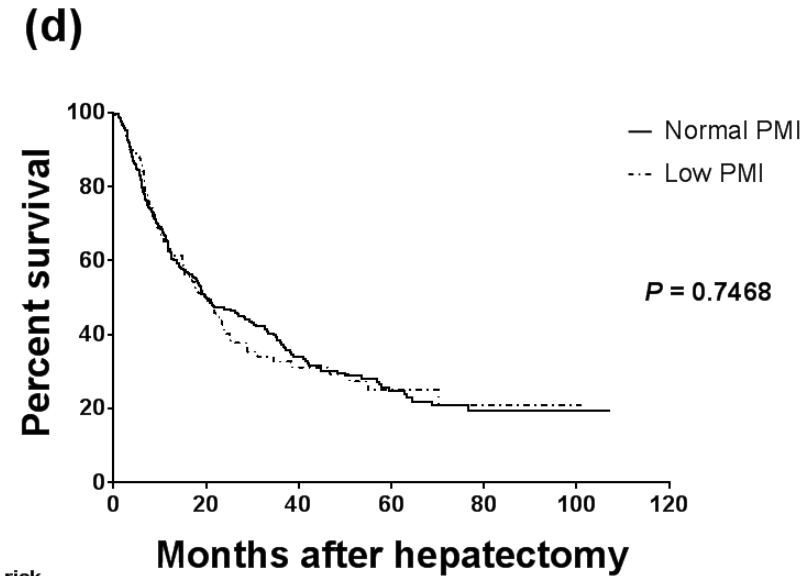 (d)
100
80
60
40
20
0
Percent survival
Normal PMI
Low PMI
P = 0.7468
0 20 40 60 80 100 120
Months after hepatectomy
risk